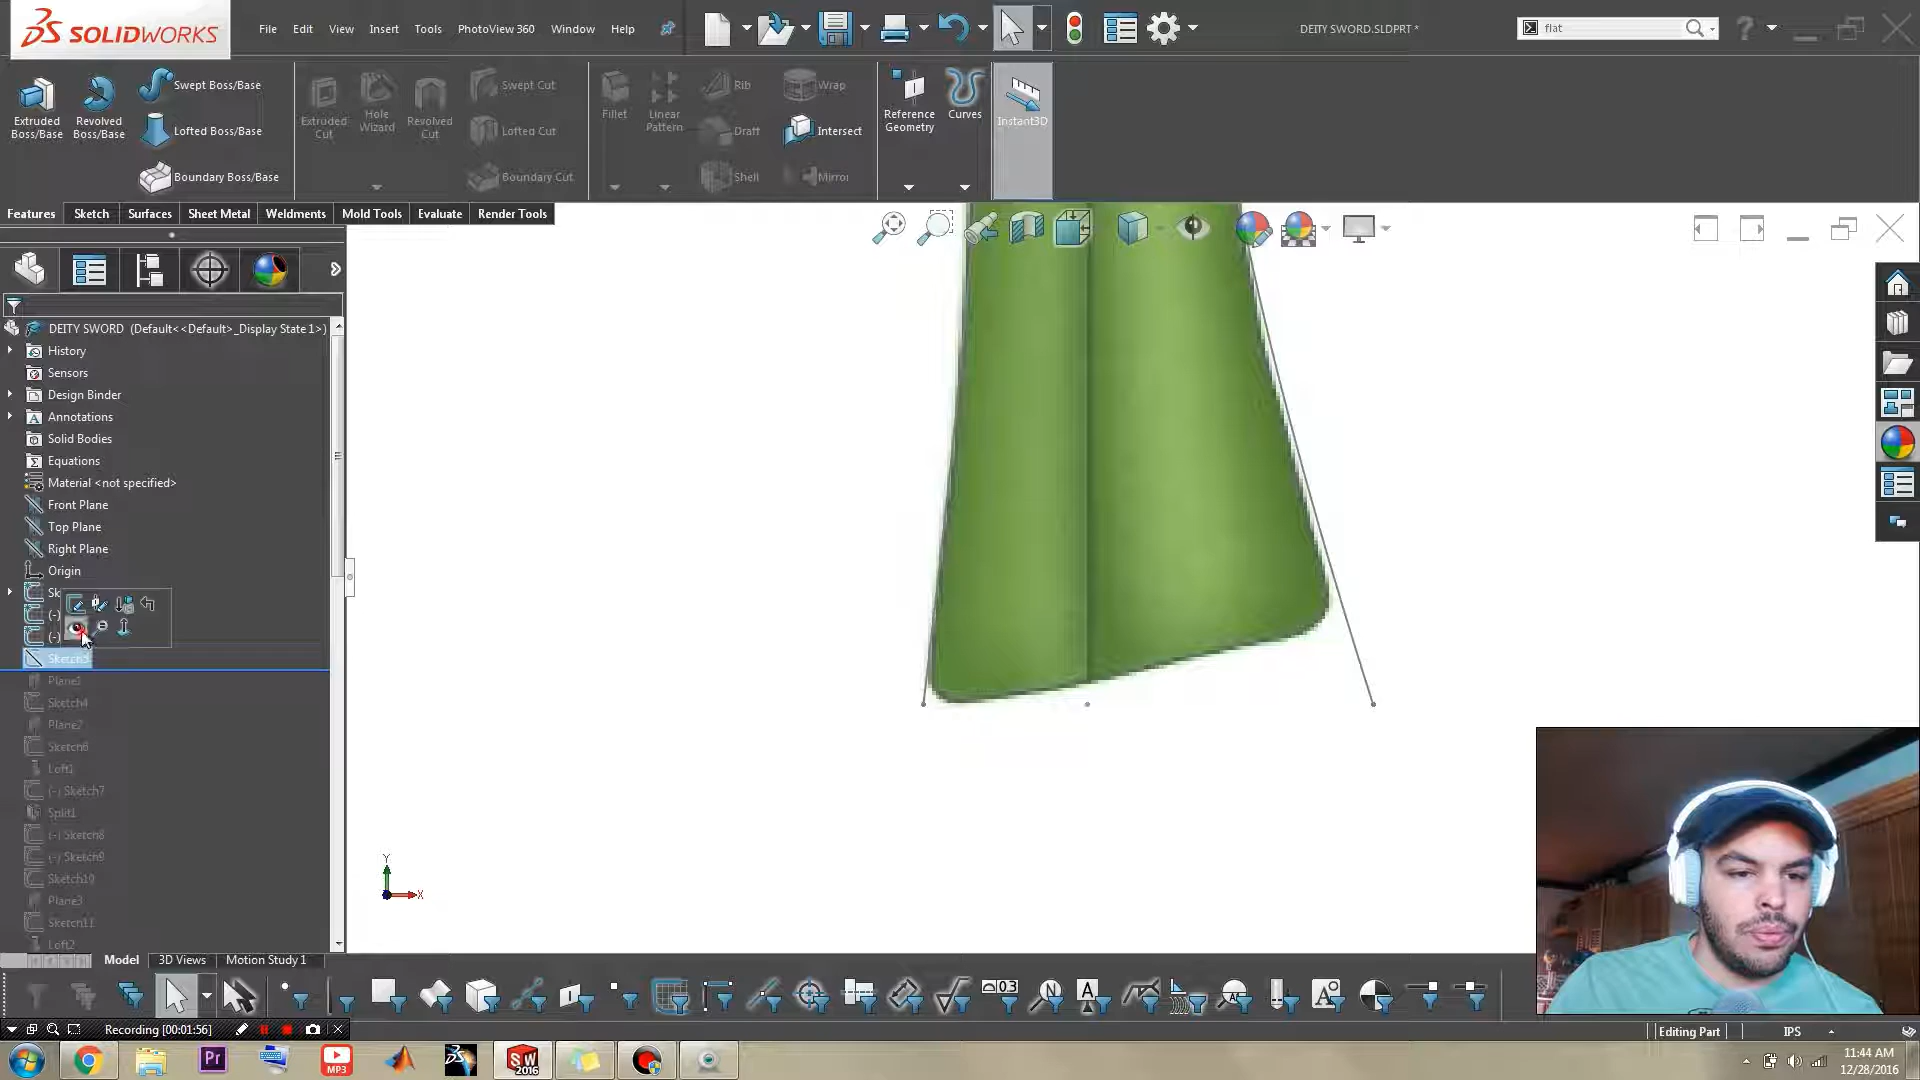 SOLIDWORKS
File Edit View Insert Tools PhotoView 360 Window Help
DEITY SWORD.SLDPRT *
flat
Extruded Boss/Base
Revolved Boss/Base
Swept Boss/Base
Lofted Boss/Base
Boundary Boss/Base
Extruded Cut
Hole Wizard
Revolved Cut
Swept Cut
Lofted Cut
Boundary Cut
Fillet
Linear Pattern
Rib
Draft
Shell
Wrap
Intersect
Mirror
Reference Geometry
Curves
Instant3D
Features Sketch Surfaces Sheet Metal Weldments Mold Tools Evaluate Render Tools
DEITY SWORD (Default<<Default>_Display State 1>)
History
Sensors
Design Binder
Annotations
Solid Bodies
Equations
Material <not specified>
Front Plane
Top Plane
Right Plane
Origin
Sk
(-)
(-)
Sketch3
Plane1
Sketch4
Plane2
Sketch6
Loft1
(-) Sketch7
Split1
(-) Sketch8
(-) Sketch9
Sketch10
Plane3
Sketch11
Loft2
Y
X
Model 3D Views Motion Study 1
Recording [00:01:56]
Editing Part
IPS
Pr
MP3
SW
2016
11:44 AM
12/28/2016